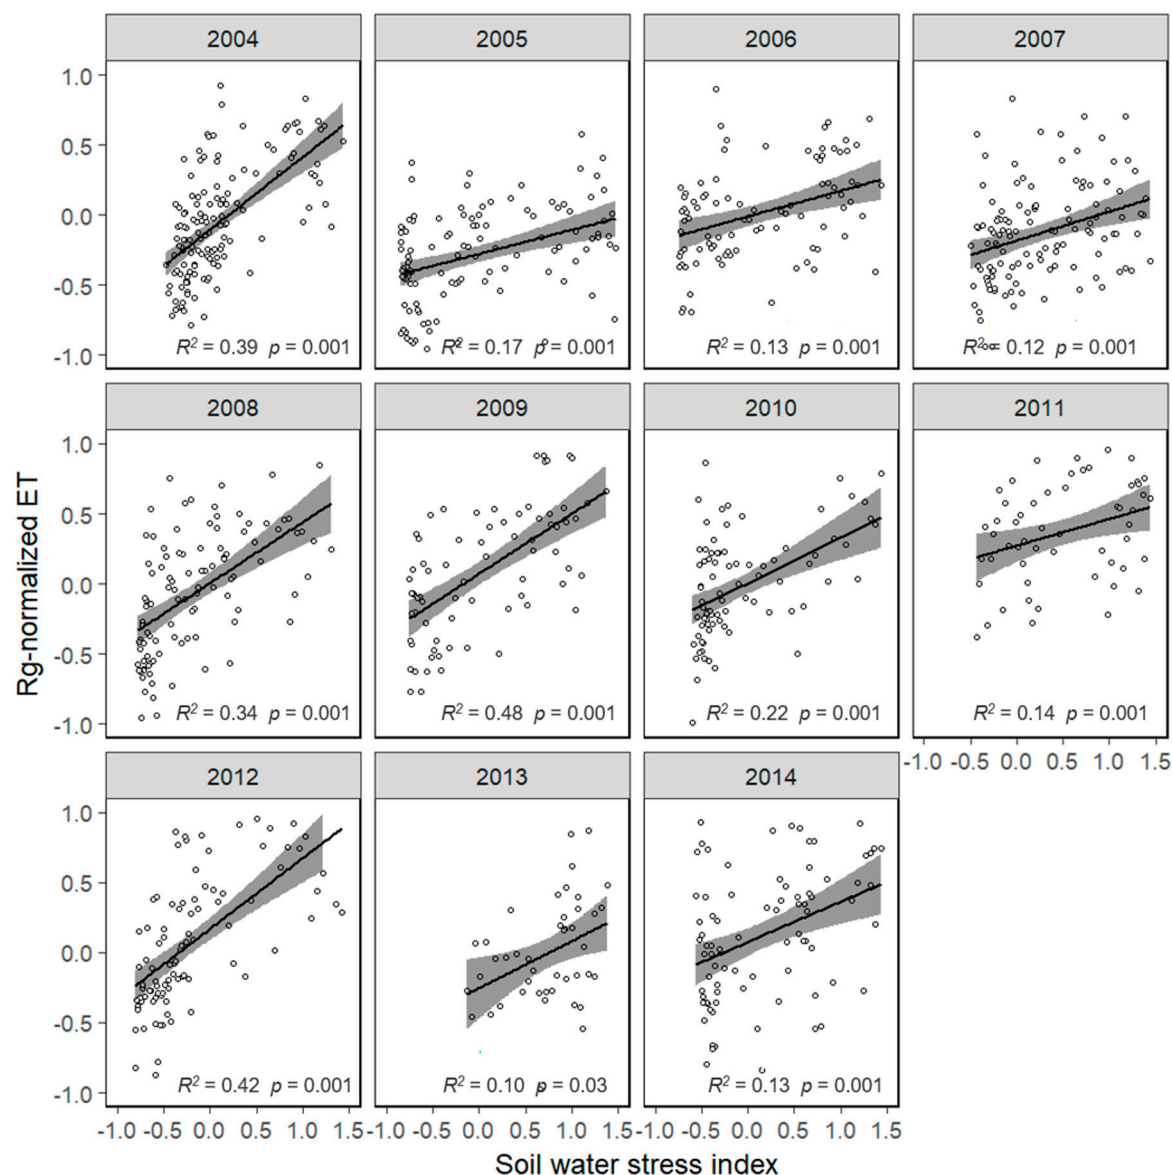 2004 2005 2006 2007
1.0
0.5
0.0
-0.5
-1.0
R² = 0.39 p = 0.001
R² = 0.17 p = 0.001
R² = 0.13 p = 0.001
R² = 0.12 p = 0.001
2008 2009 2010 2011
1.0
0.5
0.0
-0.5
-1.0
R² = 0.34 p = 0.001
R² = 0.48 p = 0.001
R² = 0.22 p = 0.001
R² = 0.14 p = 0.001
-1.0 -0.5 0.0 0.5 1.0 1.5
Rg-normalized ET
2012 2013 2014
1.0
0.5
0.0
-0.5
-1.0
R² = 0.42 p = 0.001
R² = 0.10 p = 0.03
R² = 0.13 p = 0.001
-1.0 -0.5 0.0 0.5 1.0 1.5 -1.0 -0.5 0.0 0.5 1.0 1.5 -1.0 -0.5 0.0 0.5 1.0 1.5
Soil water stress index